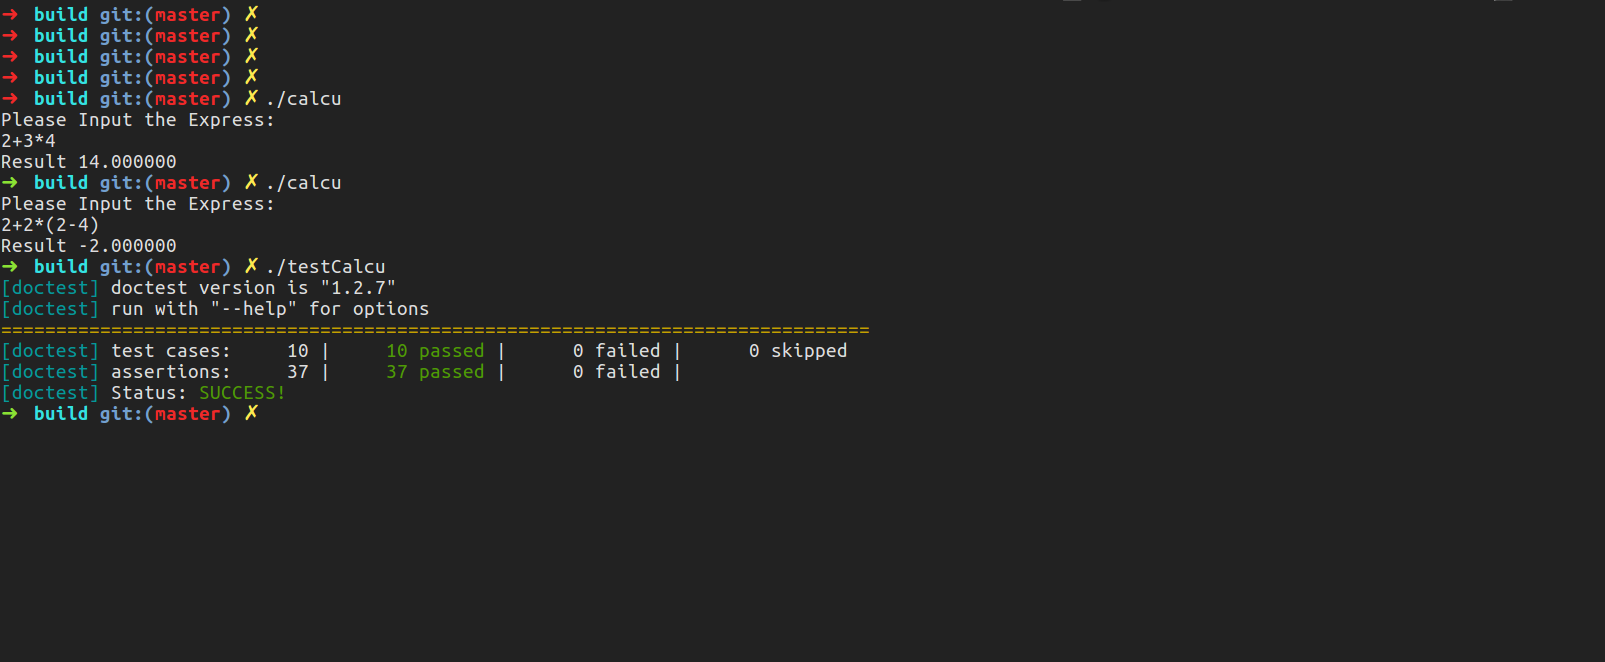 ➜  build git:(master) ✗
➜  build git:(master) ✗
➜  build git:(master) ✗
➜  build git:(master) ✗
➜  build git:(master) ✗ ./calcu
Please Input the Express:
2+3*4
Result 14.000000
➜  build git:(master) ✗ ./calcu
Please Input the Express:
2+2*(2-4)
Result -2.000000
➜  build git:(master) ✗ ./testCalcu
[doctest] doctest version is "1.2.7"
[doctest] run with "--help" for options
===============================================================================
[doctest] test cases:     10 |     10 passed |      0 failed |      0 skipped
[doctest] assertions:     37 |     37 passed |      0 failed |
[doctest] Status: SUCCESS!
➜  build git:(master) ✗